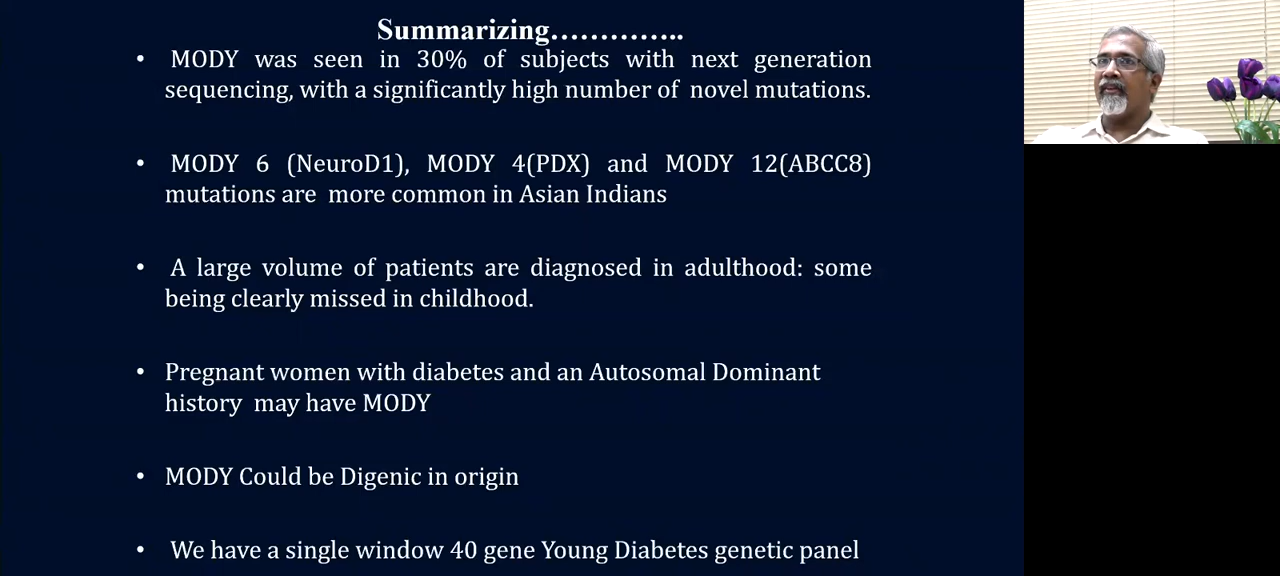 Summarizing…………..
• MODY was seen in 30% of subjects with next generation
sequencing, with a significantly high number of novel mutations.
• MODY 6 (NeuroD1), MODY 4(PDX) and MODY 12(ABCC8)
mutations are more common in Asian Indians
• A large volume of patients are diagnosed in adulthood: some
being clearly missed in childhood.
• Pregnant women with diabetes and an Autosomal Dominant
history may have MODY
• MODY Could be Digenic in origin
• We have a single window 40 gene Young Diabetes genetic panel